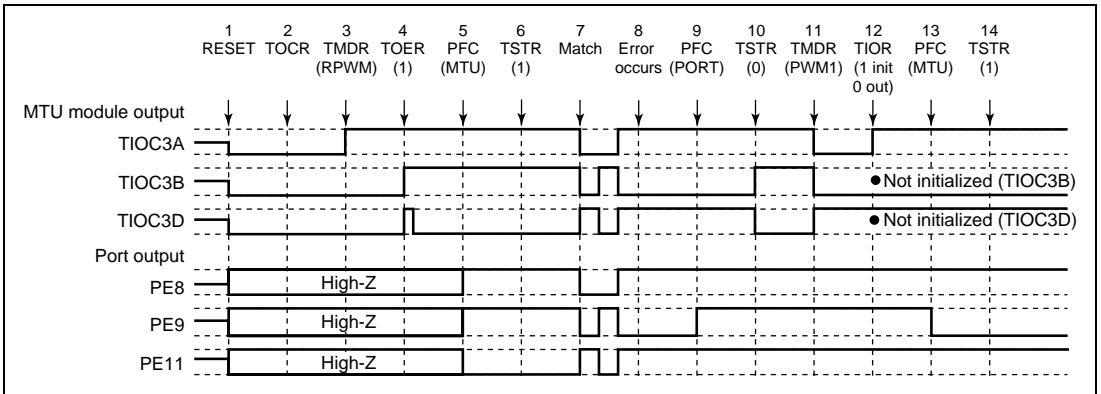 1 2 3 4 5 6 7 8 9 10 11 12 13 14
RESET TOCR TMDR TOER PFC TSTR Match Error PFC TSTR TMDR TIOR PFC TSTR
(RPWM) (1) (MTU) (1) occurs (PORT) (0) (PWM1) (1 init (MTU) (1)
0 out)
MTU module output
TIOC3A
TIOC3B
●Not initialized (TIOC3B)
TIOC3D
● Not initialized (TIOC3D)
Port output
PE8
High-Z
PE9
High-Z
PE11
High-Z